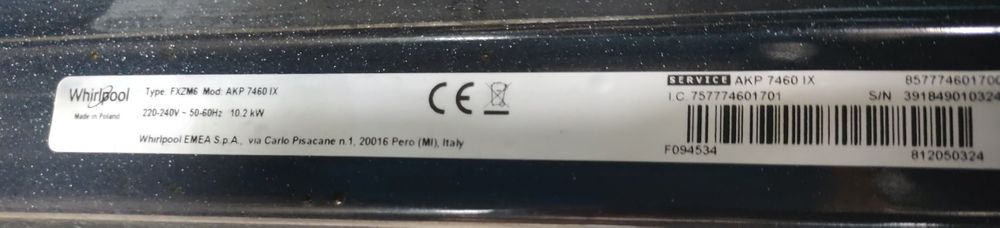 Whirlpool
Made in Poland
Type: FXZM6 Mod: AKP 7460 IX
220-240V ~ 50-60Hz 10.2 kW
Whirlpool EMEA S.p.A., via Carlo Pisacane n.1, 20016 Pero (MI), Italy
CE
SERVICE AKP 7460 IX 85777460170
I.C. 757774601701 S/N 391849010324
F094534 812050324